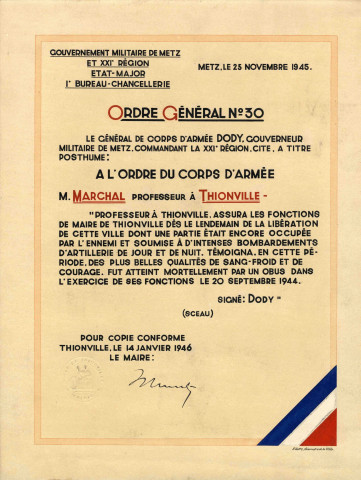 GOUVERNEMENT MILITAIRE DE METZ
ET XXIᵉ RÉGION
ETAT-MAJOR
1ᵉʳ BUREAU-CHANCELLERIE
METZ, LE 23 NOVEMBRE 1945.
ORDRE GÉNÉRAL Nº30
LE GÉNÉRAL DE CORPS D'ARMÉE DODY, GOUVERNEUR
MILITAIRE DE METZ, COMMANDANT LA XXIᵉ RÉGION, CITE, A TITRE
POSTHUME:
A L'ORDRE DU CORPS D'ARMÉE
M. MARCHAL PROFESSEUR À THIONVILLE -
"PROFESSEUR À THIONVILLE, ASSURA LES FONCTIONS
DE MAIRE DE THIONVILLE DÈS LE LENDEMAIN DE LA LIBÉRATION
DE CETTE VILLE DONT UNE PARTIE ÉTAIT ENCORE OCCUPÉE
PAR L'ENNEMI ET SOUMISE À D'INTENSES BOMBARDEMENTS
D'ARTILLERIE DE JOUR ET DE NUIT. TÉMOIGNA, EN CETTE PÉ-
RIODE, DES PLUS BELLES QUALITÉS DE SANG-FROID ET DE
COURAGE. FUT ATTEINT MORTELLEMENT PAR UN OBUS DANS
L'EXERCICE DE SES FONCTIONS LE 20 SEPTEMBRE 1944.
SIGNÉ: DODY"
(SCEAU)
POUR COPIE CONFORME
THIONVILLE, LE 14 JANVIER 1946
LE MAIRE: